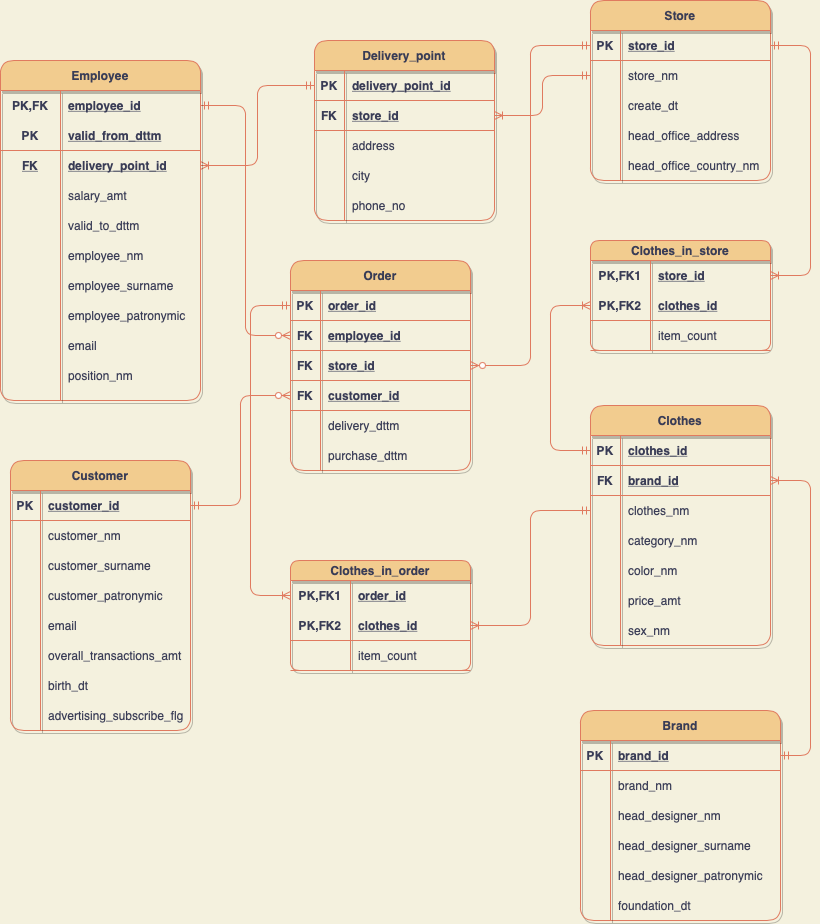 Employee
PK,FK employee_id
PK valid_from_dttm
FK delivery_point_id
salary_amt
valid_to_dttm
employee_nm
employee_surname
employee_patronymic
email
position_nm
Delivery_point
PK delivery_point_id
FK store_id
address
city
phone_no
Store
PK store_id
store_nm
create_dt
head_office_address
head_office_country_nm
Order
PK order_id
FK employee_id
FK store_id
FK customer_id
delivery_dttm
purchase_dttm
Clothes_in_store
PK,FK1 store_id
PK,FK2 clothes_id
item_count
Customer
PK customer_id
customer_nm
customer_surname
customer_patronymic
email
overall_transactions_amt
birth_dt
advertising_subscribe_flg
Clothes_in_order
PK,FK1 order_id
PK,FK2 clothes_id
item_count
Clothes
PK clothes_id
FK brand_id
clothes_nm
category_nm
color_nm
price_amt
sex_nm
Brand
PK brand_id
brand_nm
head_designer_nm
head_designer_surname
head_designer_patronymic
foundation_dt